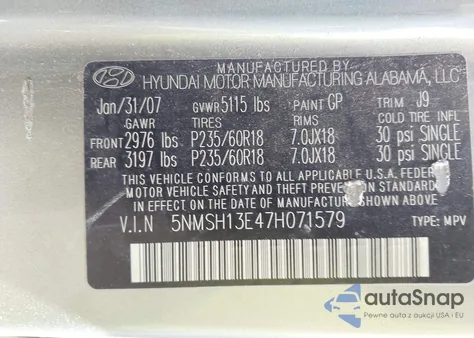 MANUFACTURED BY
HYUNDAI MOTOR MANUFACTURING ALABAMA, LLC
Jan/31/07 GVWR 5115 lbs PAINT GP TRIM J9
GAWR TIRES RIMS COLD TIRE INFL
FRONT 2976 lbs P235/60R18 7.0JX18 30 psi SINGLE
REAR 3197 lbs P235/60R18 7.0JX18 30 psi SINGLE
THIS VEHICLE CONFORMS TO ALL APPLICABLE U.S.A. FEDER
MOTOR VEHICLE SAFETY AND THEFT PREVENTION STANDARDS
IN EFFECT ON THE DATE OF MANUFACTURE SHOWN ABOVE.
V.I.N 5NMSH13E47H071579 TYPE: MPV
autoSnap
Pewne auta z aukcji USA i EU